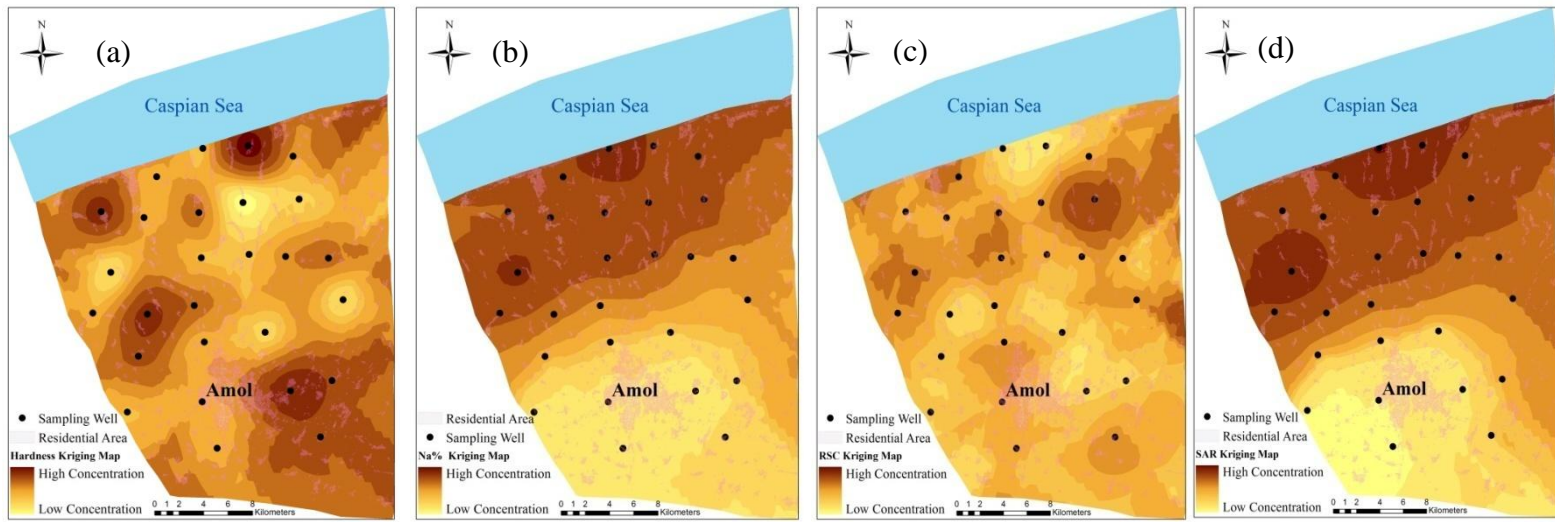 N
(a)
Caspian Sea
Amol
Sampling Well
Residential Area
Hardness Kriging Map
High Concentration
Low Concentration
0 1 2 4 6 8
Kilometers
N
(b)
Caspian Sea
Amol
Residential Area
Sampling Well
Na% Kriging Map
High Concentration
Low Concentration
0 1 2 4 6 8
Kilometers
N
(c)
Caspian Sea
Amol
Sampling Well
Residential Area
RSC Kriging Map
High Concentration
Low Concentration
0 1 2 4 6 8
Kilometers
N
(d)
Caspian Sea
Amol
Sampling Well
Residential Area
SAR Kriging Map
High Concentration
Low Concentration
0 1 2 4 6 8
Kilometers